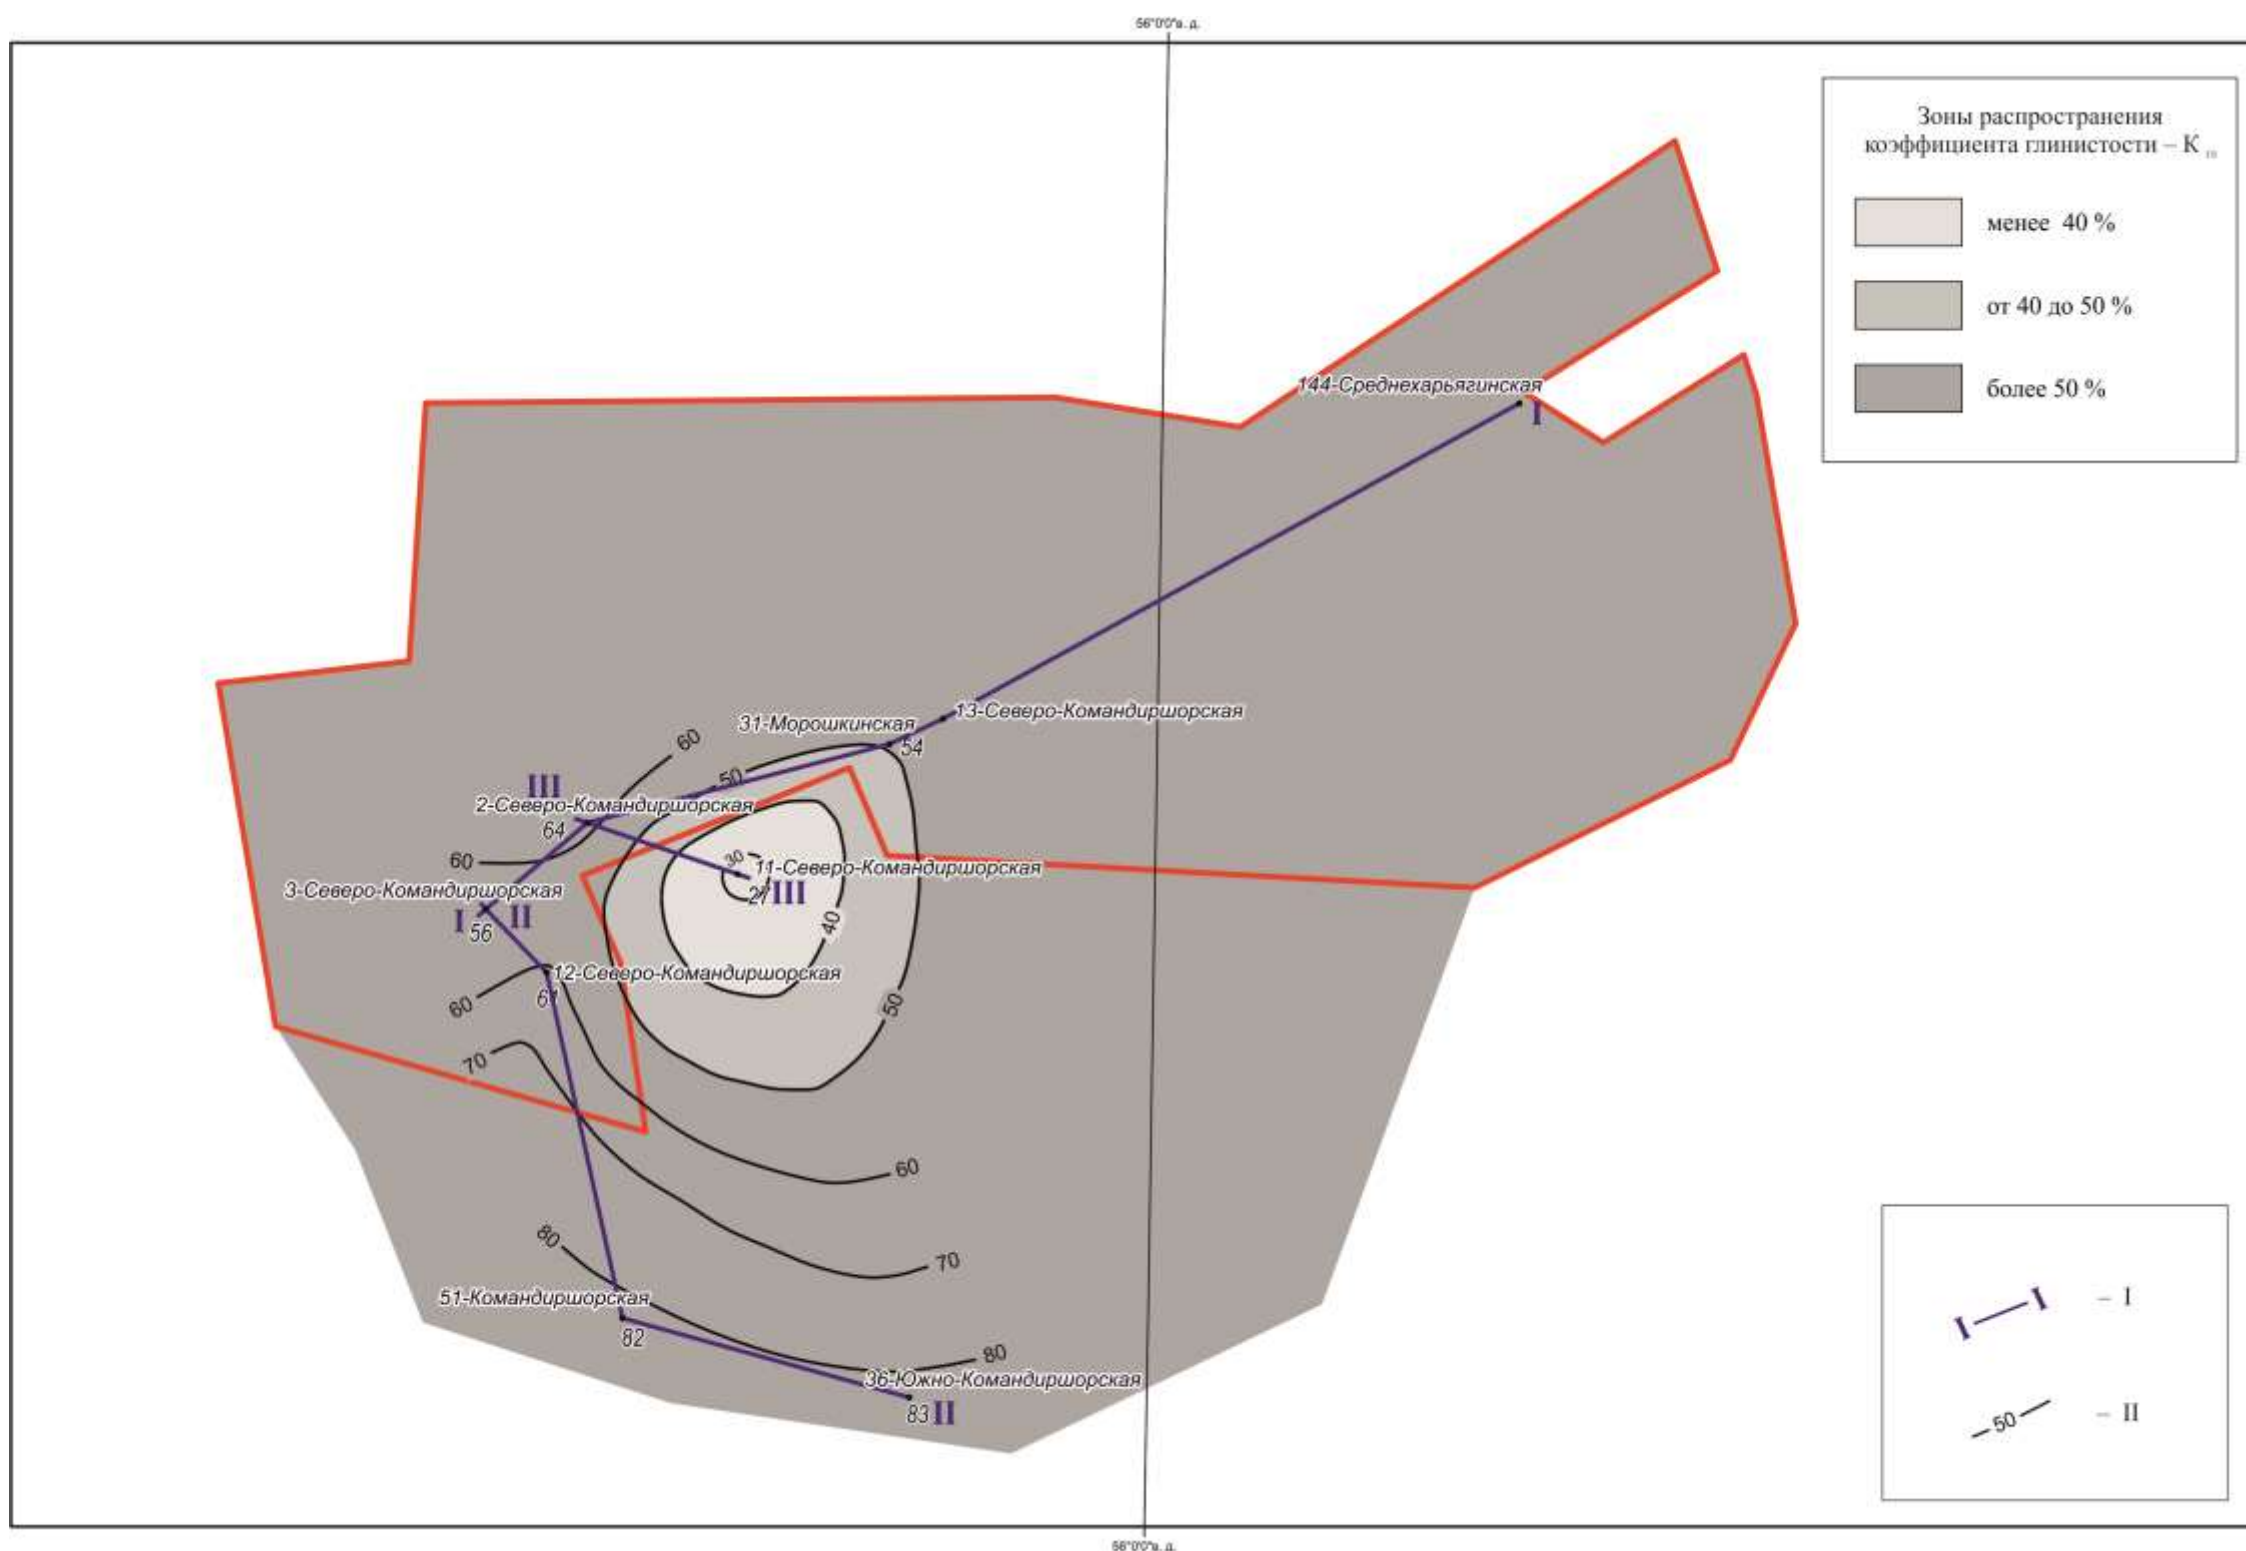 56°0'0"в. д.
Зоны распространения
коэффициента глинистости – К
менее 40 %
от 40 до 50 %
более 50 %
144-Среднехарьягинская
I
13-Северо-Командиршорская
31-Морошкинская
54
60
50
III
2-Северо-Командиршорская
64
60
30
11-Северо-Командиршорская
27
III
3-Северо-Командиршорская
I
II
56
40
12-Северо-Командиршорская
61
60
50
70
60
80
70
51-Командиршорская
82
80
36-Южно-Командиршорская
83
II
I
I
– I
50
– II
56°0'0"в. д.